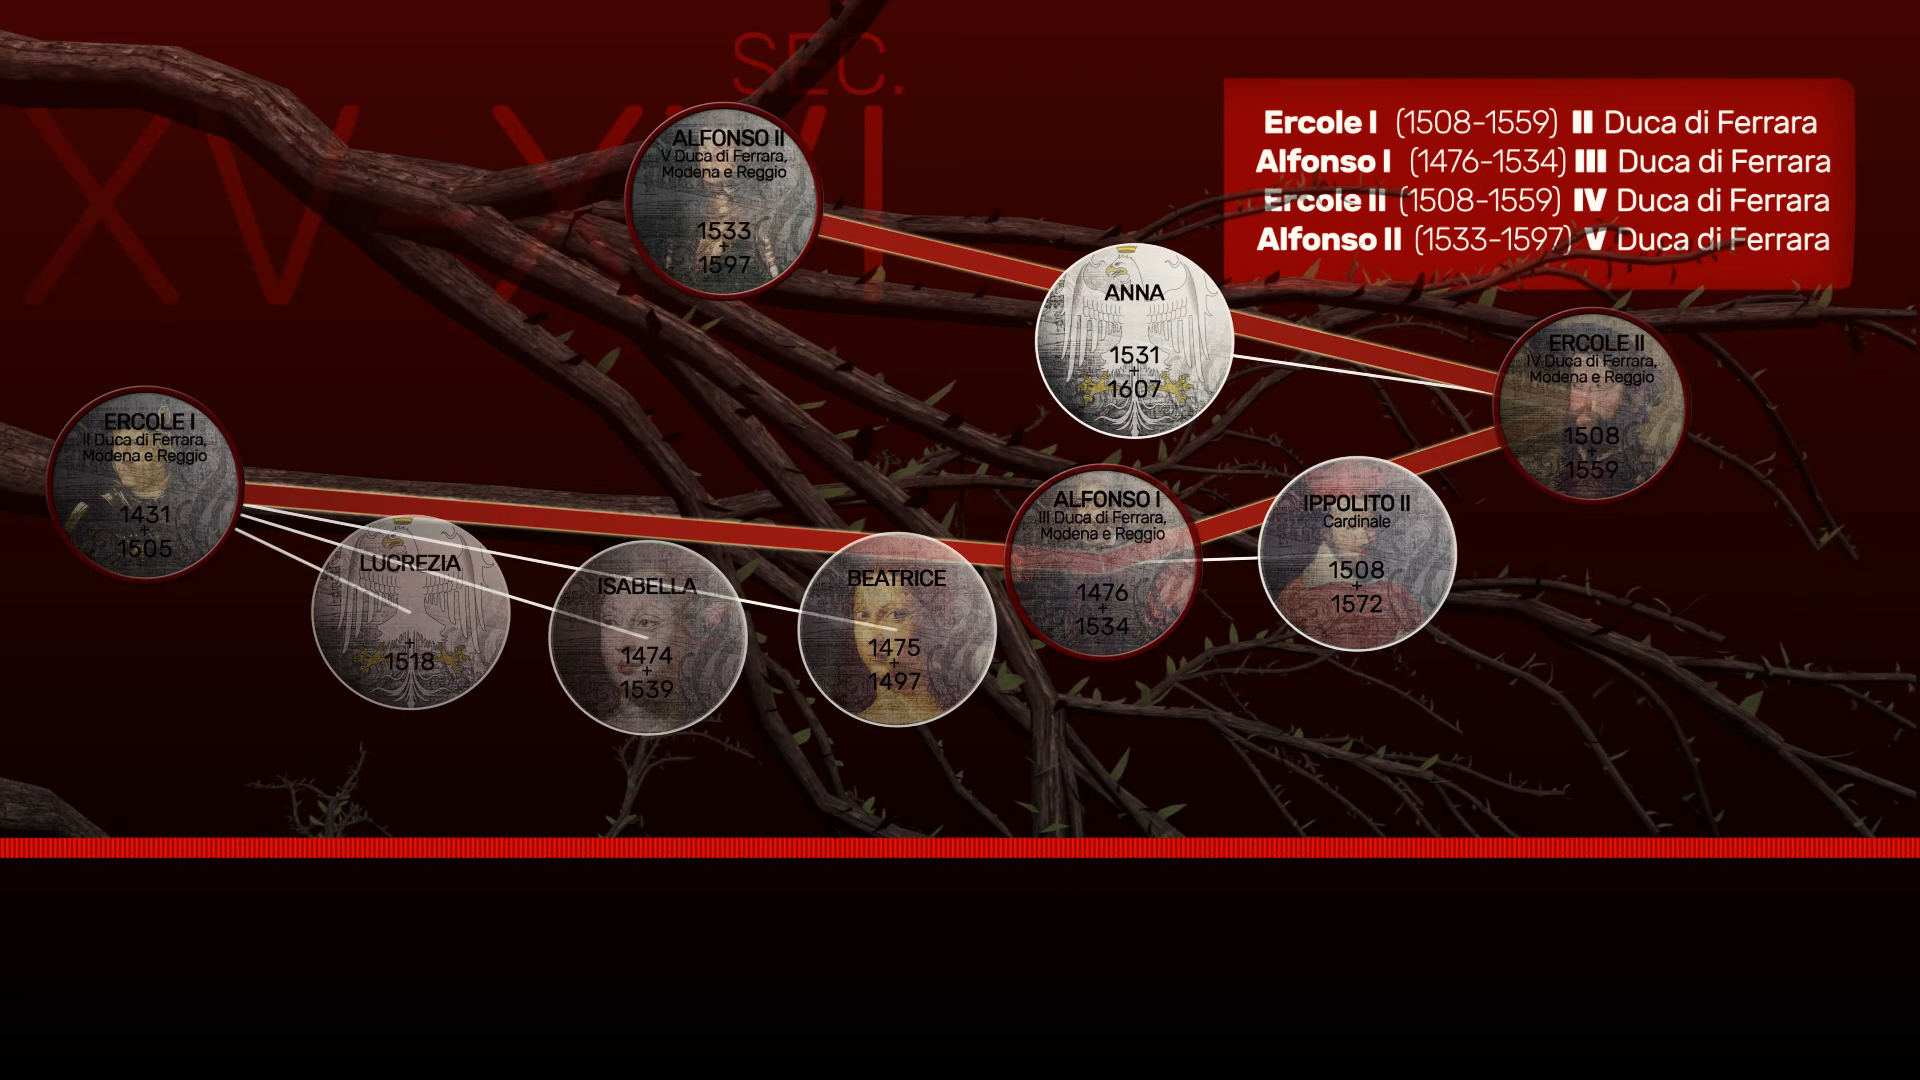 SEC.
XV XVI
Ercole I (1508-1559) II Duca di Ferrara
Alfonso I (1476-1534) III Duca di Ferrara
Ercole II (1508-1559) IV Duca di Ferrara
Alfonso II (1533-1597) V Duca di Ferrara
ALFONSO II
V Duca di Ferrara,
Modena e Reggio
1533
+
1597
ANNA
1531
+
1607
ERCOLE II
IV Duca di Ferrara,
Modena e Reggio
1508
+
1559
ERCOLE I
II Duca di Ferrara,
Modena e Reggio
1431
+
1505
LUCREZIA
+
1518
ISABELLA
1474
+
1539
BEATRICE
1475
+
1497
ALFONSO I
III Duca di Ferrara,
Modena e Reggio
1476
+
1534
IPPOLITO II
Cardinale
1508
+
1572